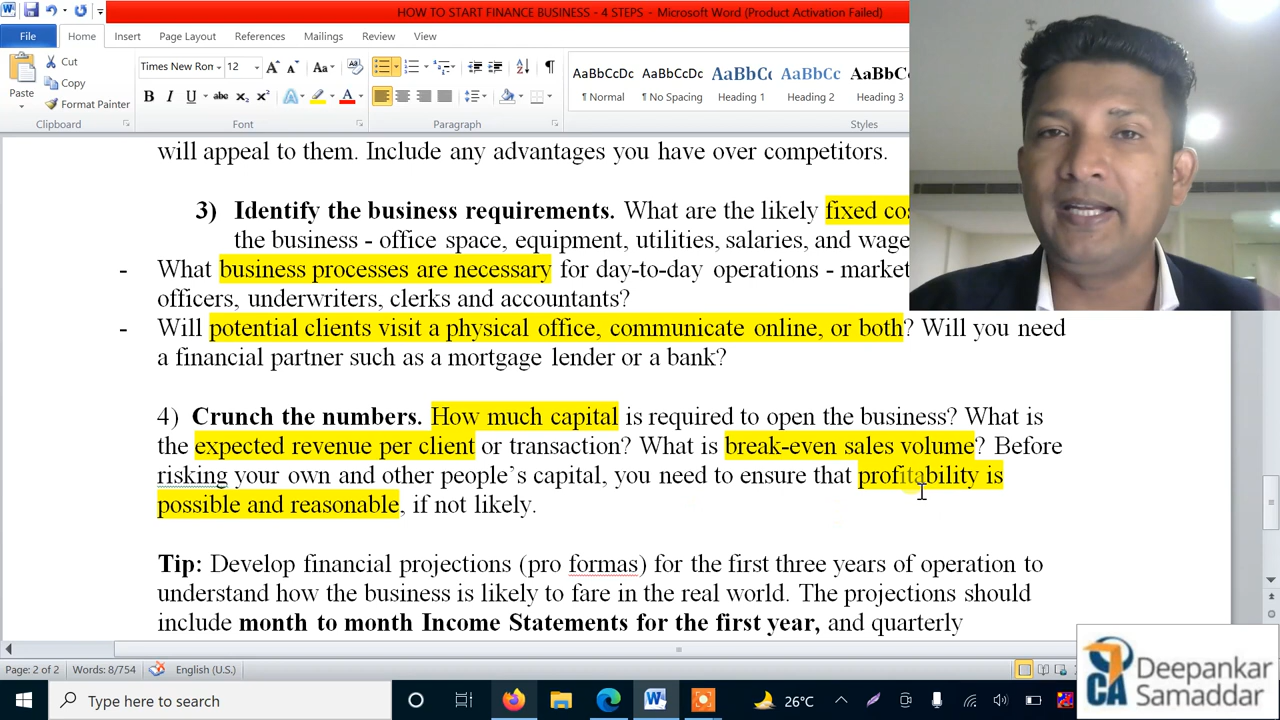 HOW TO START FINANCE BUSINESS - 4 STEPS - Microsoft Word (Product Activation Failed)
File Home Insert Page Layout References Mailings Review View
Paste
Cut
Copy
Format Painter
Clipboard
Times New Ron 12 Aa
B I U abc x₂ x² A A
Font
Paragraph
AaBbCcDc AaBbCcDc AaBbCc AaBbCc AaBbCc
¶ Normal ¶ No Spacing Heading 1 Heading 2 Heading 3
Styles
will appeal to them. Include any advantages you have over competitors.
3) Identify the business requirements. What are the likely fixed cos
the business - office space, equipment, utilities, salaries, and wage
- What business processes are necessary for day-to-day operations - market
officers, underwriters, clerks and accountants?
- Will potential clients visit a physical office, communicate online, or both? Will you need
a financial partner such as a mortgage lender or a bank?
4) Crunch the numbers. How much capital is required to open the business? What is
the expected revenue per client or transaction? What is break-even sales volume? Before
risking your own and other people’s capital, you need to ensure that profitability is
possible and reasonable, if not likely.
Tip: Develop financial projections (pro formas) for the first three years of operation to
understand how the business is likely to fare in the real world. The projections should
include month to month Income Statements for the first year, and quarterly
Page: 2 of 2 Words: 8/754 English (U.S.)
Type here to search
26°C
CA
Deepankar
Samaddar